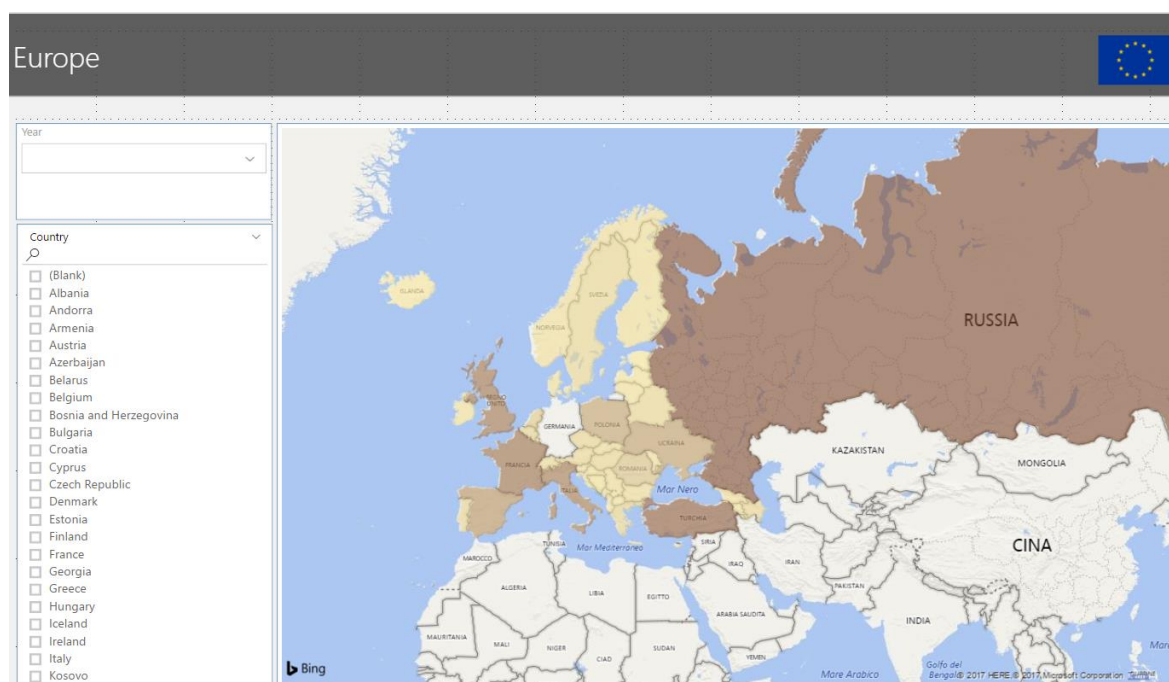 Europe
Year
Country
(Blank)
Albania
Andorra
Armenia
Austria
Azerbaijan
Belarus
Belgium
Bosnia and Herzegovina
Bulgaria
Croatia
Cyprus
Czech Republic
Denmark
Estonia
Finland
France
Georgia
Greece
Hungary
Iceland
Ireland
Italy
Kosovo
ISLANDA
SVEZIA
NORVEGIA
RUSSIA
REGNO
UNITO
GERMANIA
POLONIA
UCRAINA
KAZAKISTAN
MONGOLIA
FRANCIA
ROMANIA
ITALIA
Mar Nero
TURCHIA
CINA
TUNISIA
Mar Mediterraneo
SIRIA
MAROCCO
IRAQ
IRAN
PAKISTAN
ALGERIA
LIBIA
EGITTO
ARABIA SAUDITA
INDIA
MAURITANIA
MALI
NIGER
CIAD
SUDAN
YEMEN
Bing
Mare Arabico
Golfo del
Bengala
© 2017 HERE © 2017 Microsoft Corporation